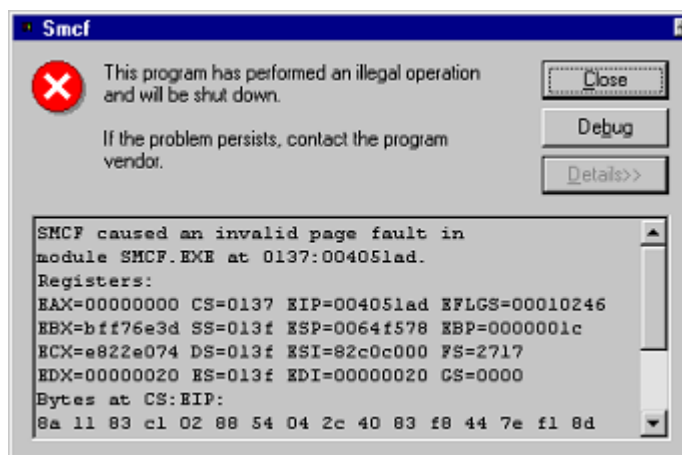 Smcf
This program has performed an illegal operation
and will be shut down.
If the problem persists, contact the program
vendor.
Close
Debug
Details>>
SMCF caused an invalid page fault in
module SMCF.EXE at 0137:004051ad.
Registers:
EAX=00000000 CS=0137 EIP=004051ad EFLGS=00010246
EBX=bff76e3d SS=013f ESP=0064f578 EBP=0000001c
ECX=e822e074 DS=013f ESI=82c0c000 FS=2717
EDX=00000020 ES=013f EDI=00000020 GS=0000
Bytes at CS:EIP:
8a 11 83 c1 02 88 54 04 2c 40 83 f8 44 7e f1 8d